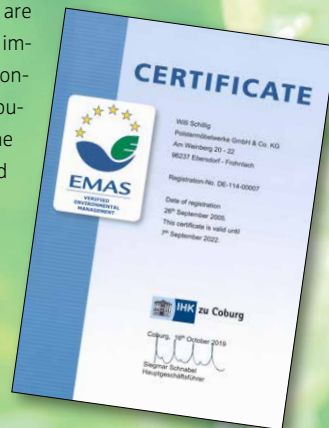 are
im-
on-
bu-
ne
d
CERTIFICATE
EMAS
VERIFIED
ENVIRONMENTAL
MANAGEMENT
Willi Schillig
Polstermöbelwerke GmbH & Co. KG
Am Weinberg 20 - 22
96237 Ebersdorf - Frohnlach
Registration-No. DE-114-00007
Date of registration
26th September 2005.
This certificate is valid until
7th September 2022.
IHK zu Coburg
Coburg, 16th October 2019
Siegmar Schnabel
Hauptgeschäftsführer